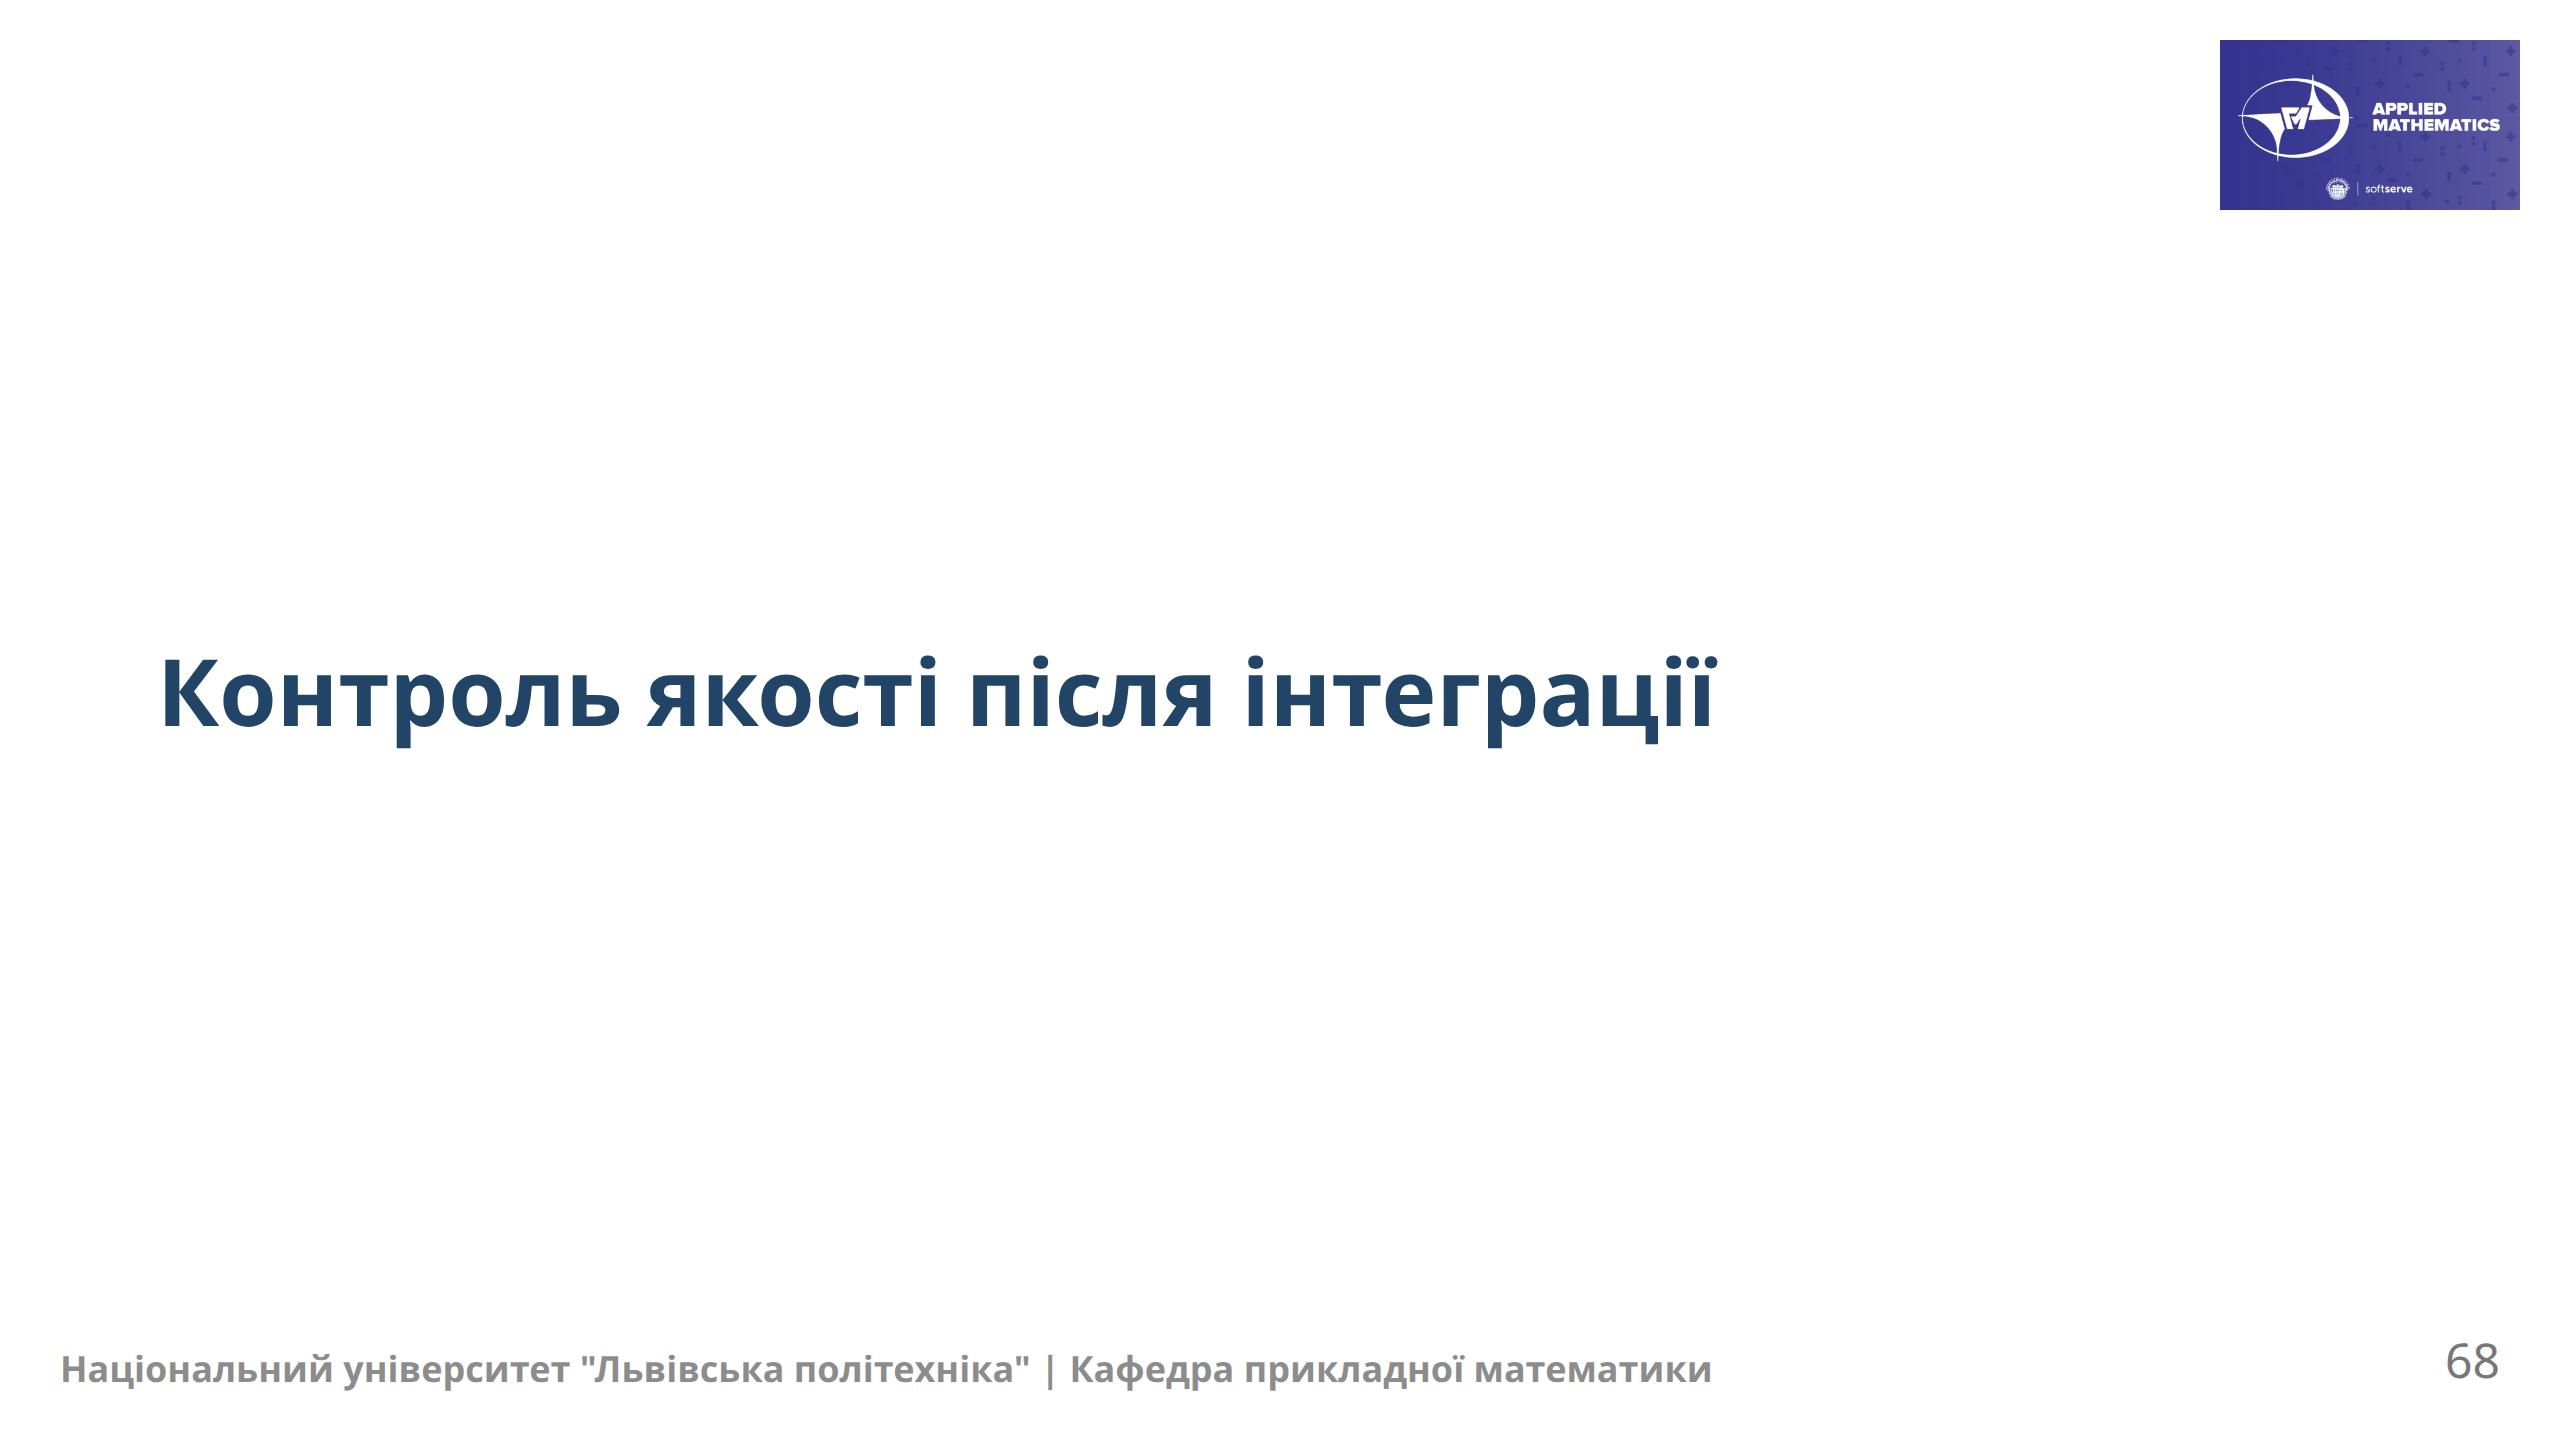 APPLIED
MATHEMATICS
softserve
Контроль якості після інтеграції
Національний університет "Львівська політехніка" | Кафедра прикладної математики
68